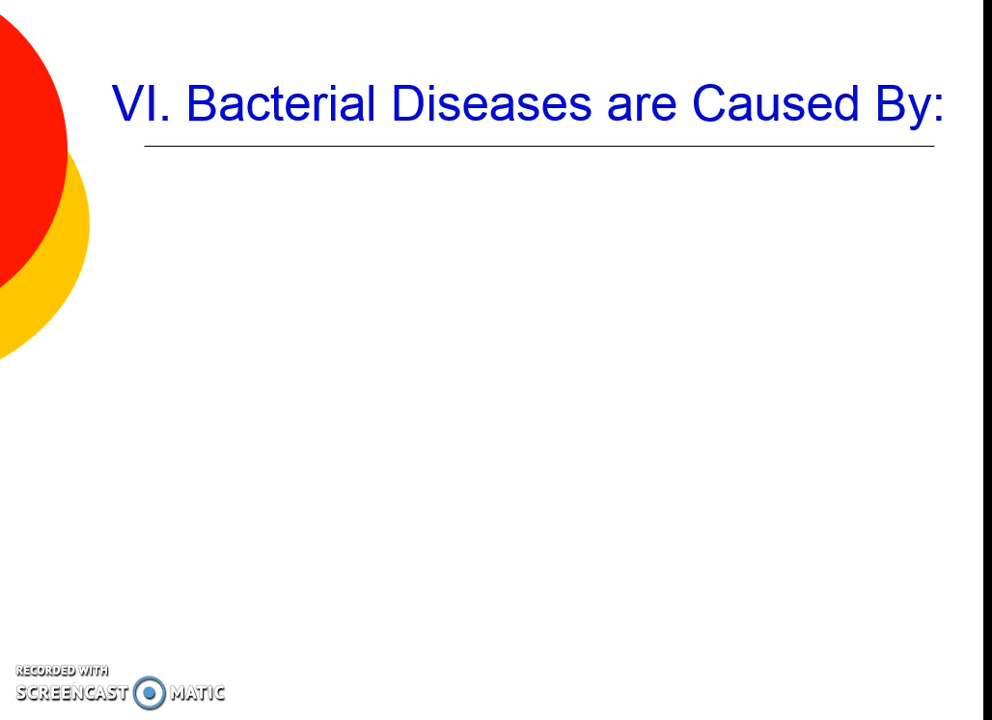 VI. Bacterial Diseases are Caused By:
RECORDED WITH
SCREENCAST MATIC